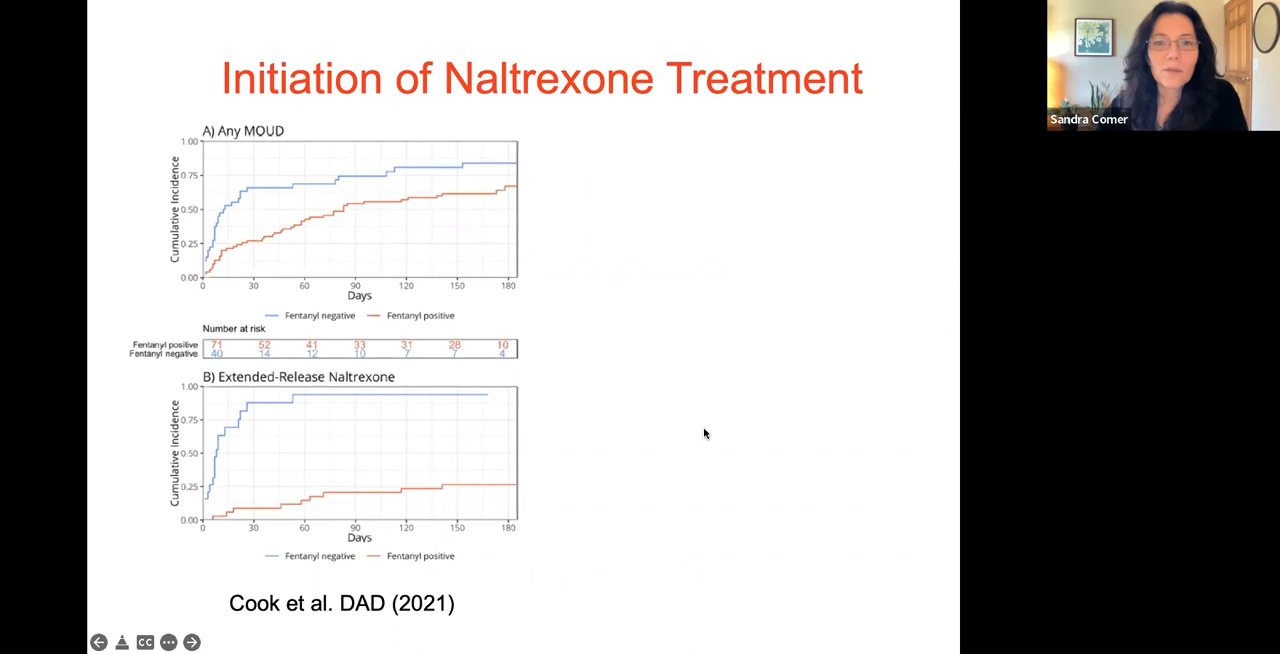 Initiation of Naltrexone Treatment
Sandra Comer
A) Any MOUD
Cumulative Incidence
1.00
0.75
0.50
0.25
0.00
0 30 60 90 120 150 180
Days
Fentanyl negative Fentanyl positive
Number at risk
Fentanyl positive 71 52 41 33 31 28 10
Fentanyl negative 40 14 12 10 7 7 4
B) Extended-Release Naltrexone
Cumulative Incidence
1.00
0.75
0.50
0.25
0.00
0 30 60 90 120 150 180
Days
Fentanyl negative Fentanyl positive
Cook et al. DAD (2021)
CC